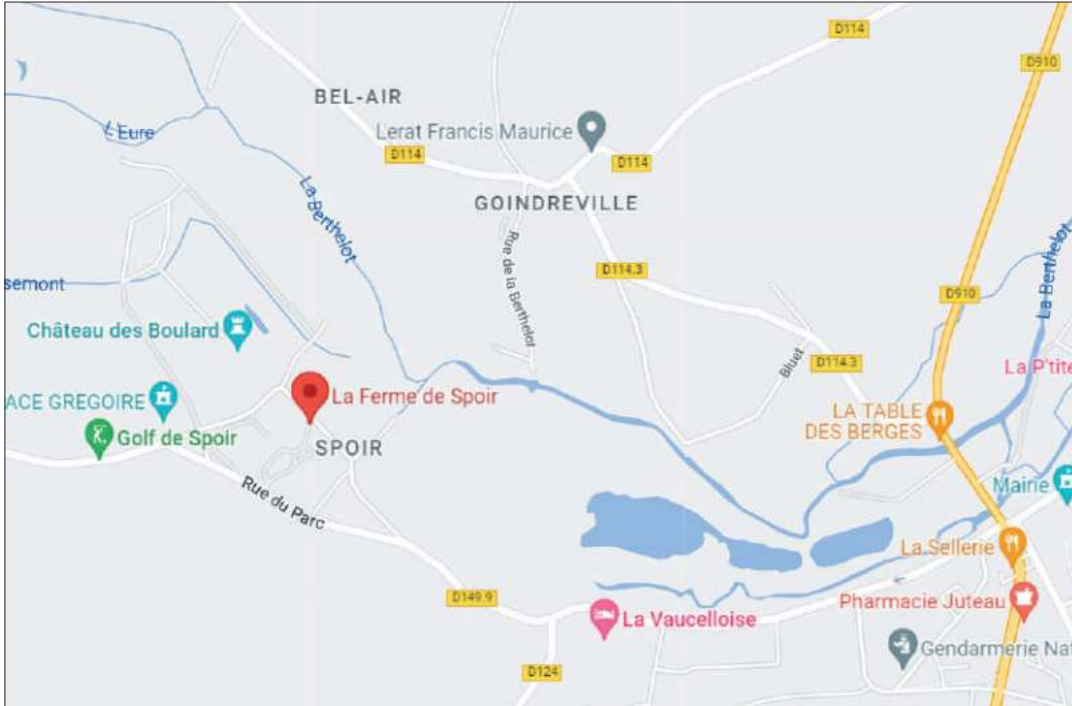 D114
D910
BEL-AIR
L'Eure
Lerat Francis Maurice
D114
D114
La Berthelot
GOINDREVILLE
La Berthelot
Rue de la Berthelot
D114.3
semont
D910
Château des Boulard
Bluet
D114.3
La P'tite
La Ferme de Spoir
ACE GREGOIRE
LA TABLE
DES BERGES
Golf de Spoir
SPOIR
Rue du Parc
Mairie
La Sellerie
D149.9
Pharmacie Juteau
La Vaucelloise
Gendarmerie Nat
D124